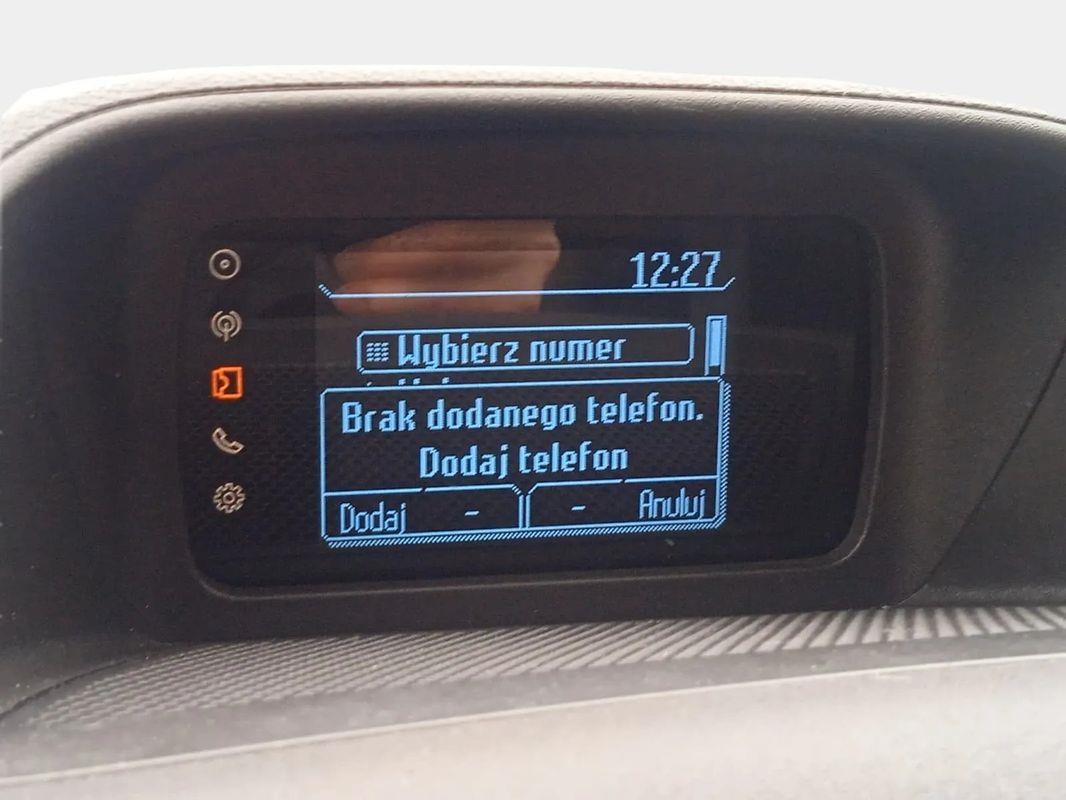 12:27
Wybierz numer
Brak dodanego telefon.
Dodaj telefon
Dodaj - - Anuluj